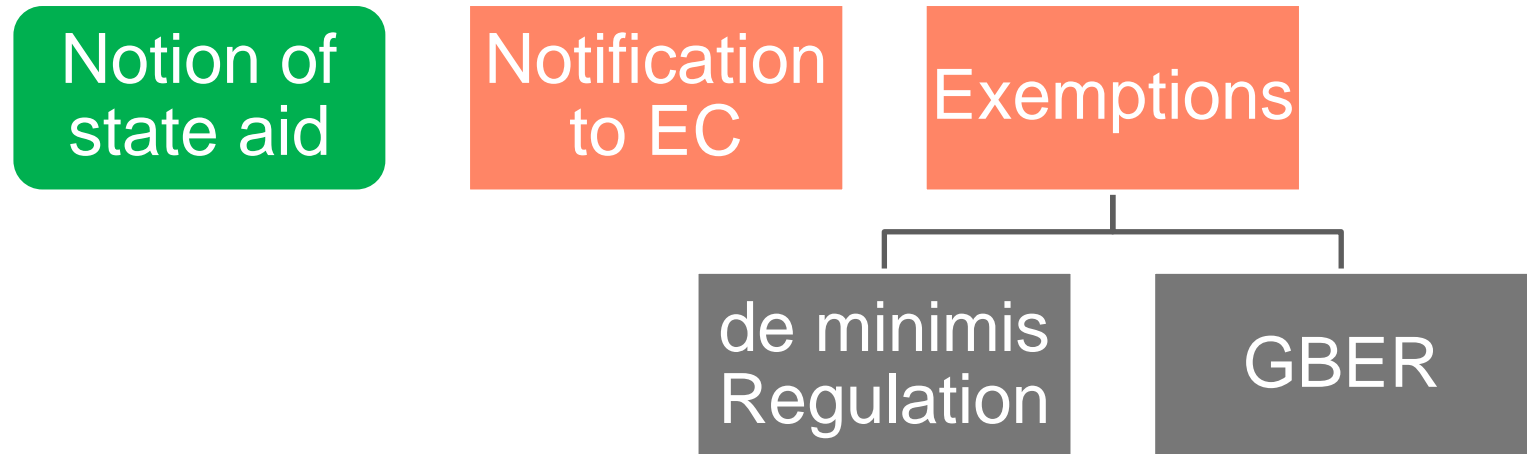 Notion of
state aid
Notification
to EC
Exemptions
de minimis
Regulation
GBER